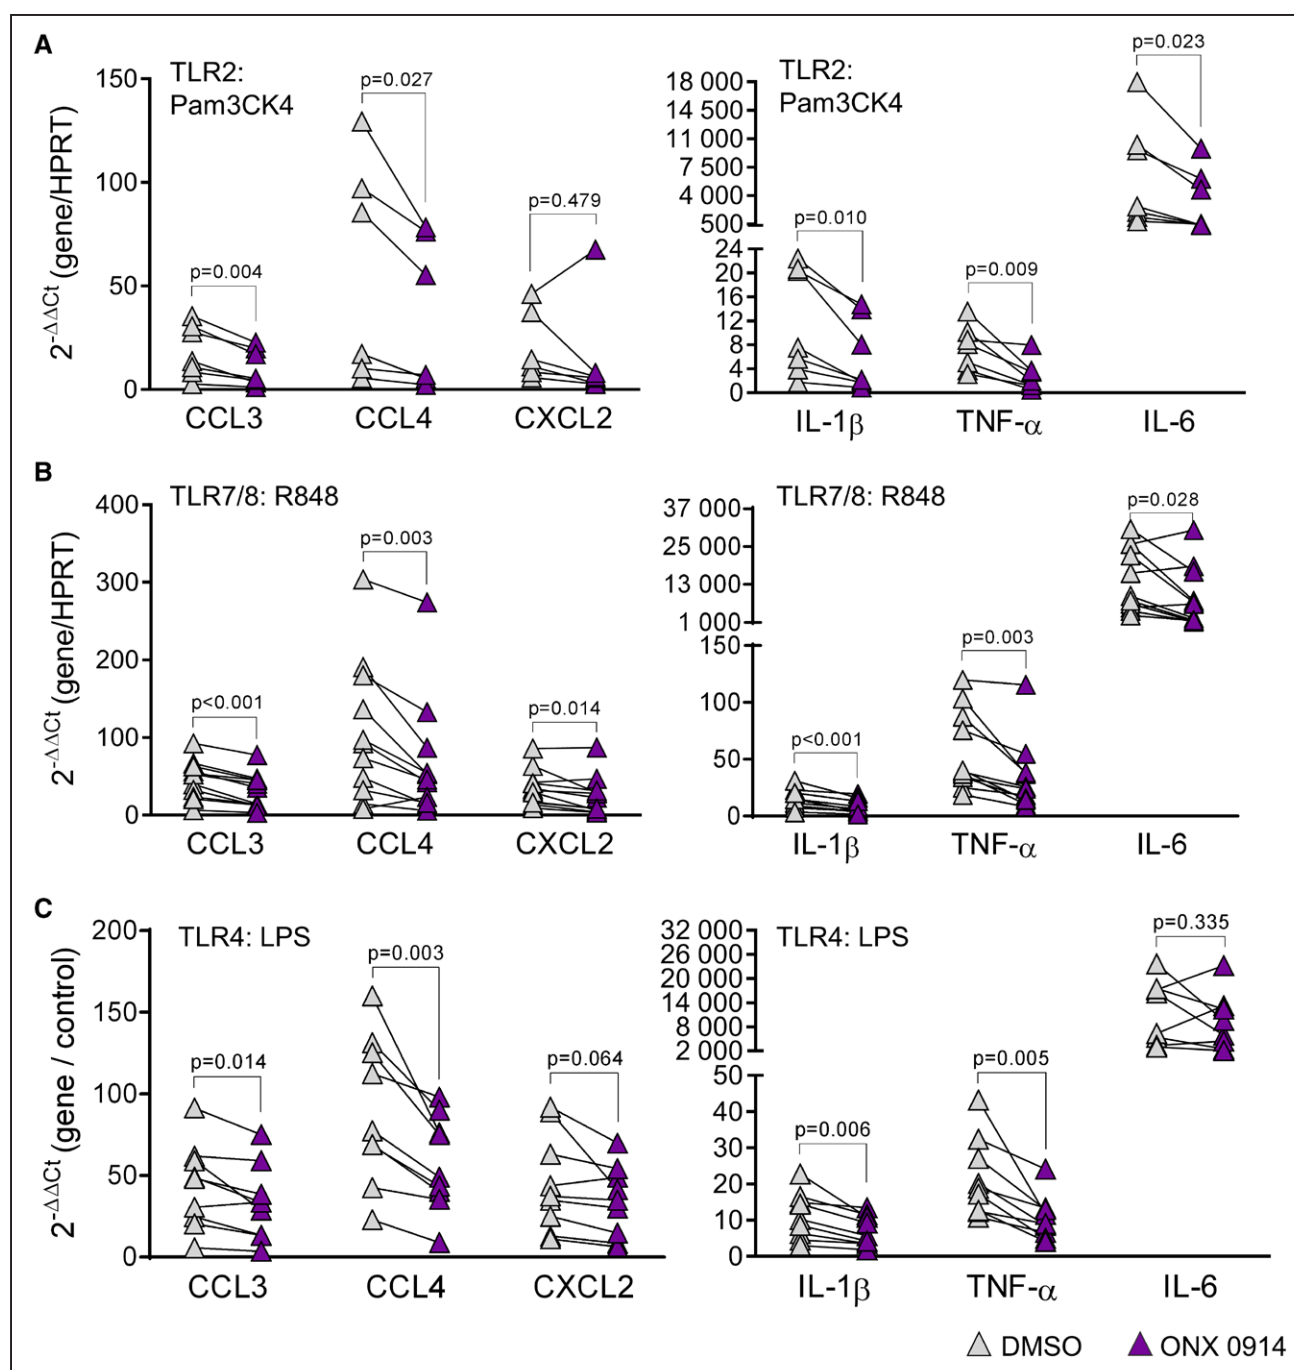 A
TLR2:
Pam3CK4
2-ΔΔCt (gene/HPRT)
150
100
50
0
p=0.004
p=0.027
p=0.479
CCL3
CCL4
CXCL2
TLR2:
Pam3CK4
18 000
14 500
11 000
7 500
4 000
500
24
20
16
12
8
4
0
p=0.010
p=0.009
p=0.023
IL-1β
TNF-α
IL-6
B
TLR7/8: R848
2-ΔΔCt (gene/HPRT)
400
300
200
100
0
p<0.001
p=0.003
p=0.014
CCL3
CCL4
CXCL2
TLR7/8: R848
37 000
25 000
13 000
1 000
150
100
50
0
p<0.001
p=0.003
p=0.028
IL-1β
TNF-α
IL-6
C
TLR4: LPS
2-ΔΔCt (gene / control)
200
150
100
50
0
p=0.014
p=0.003
p=0.064
CCL3
CCL4
CXCL2
TLR4: LPS
32 000
26 000
20 000
14 000
8 000
2 000
50
40
30
20
10
0
p=0.006
p=0.005
p=0.335
IL-1β
TNF-α
IL-6
DMSO
ONX 0914